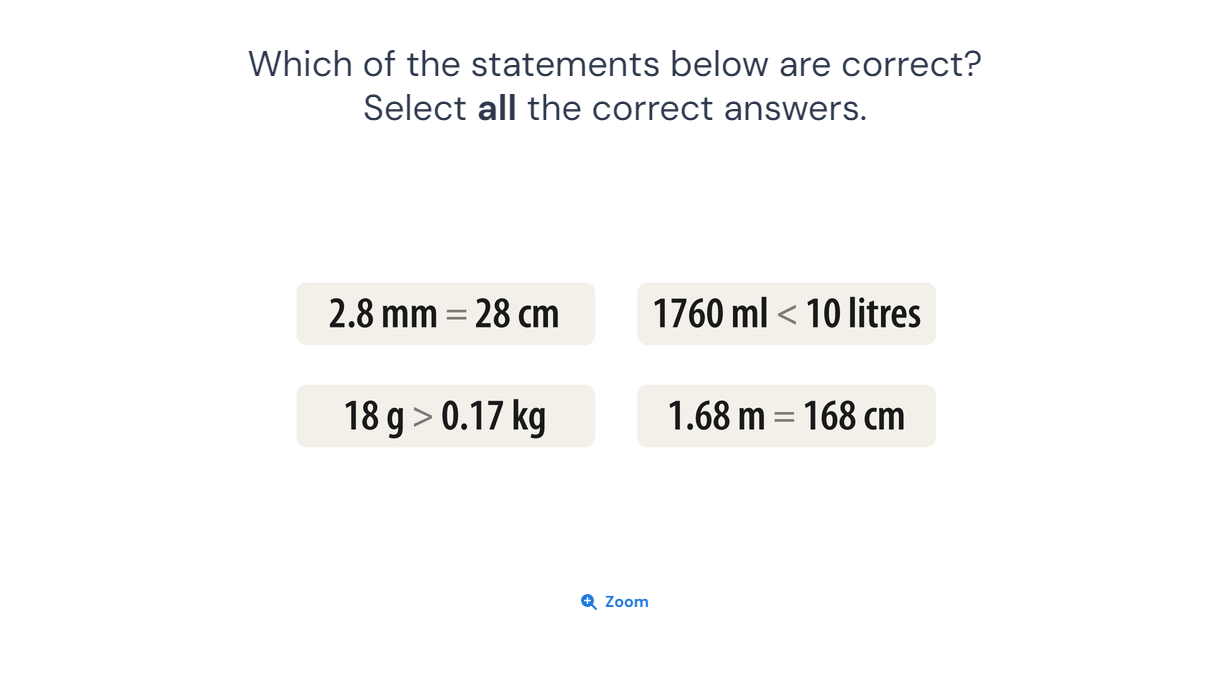 Which of the statements below are correct?
Select all the correct answers.
2.8 mm = 28 cm
1760 ml < 10 litres
18 g > 0.17 kg
1.68 m = 168 cm
Zoom